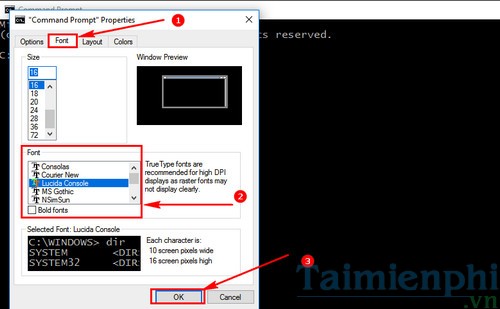 "Command Prompt" Properties
1
Options
Font
Layout
Colors
Size
16
16
18
20
24
28
36
72
Window Preview
ts reserved.
Font
Consolas
Courier New
Lucida Console
MS Gothic
NSimSun
Bold fonts
TrueType fonts are
recommended for high DPI
displays as raster fonts may
not display clearly.
2
Selected Font: Lucida Console
C:\WINDOWS> dir
SYSTEM <DIR
SYSTEM32 <DIR
Each character is:
10 screen pixels wide
16 screen pixels high
3
OK
Cancel
Taimienphi
.vn